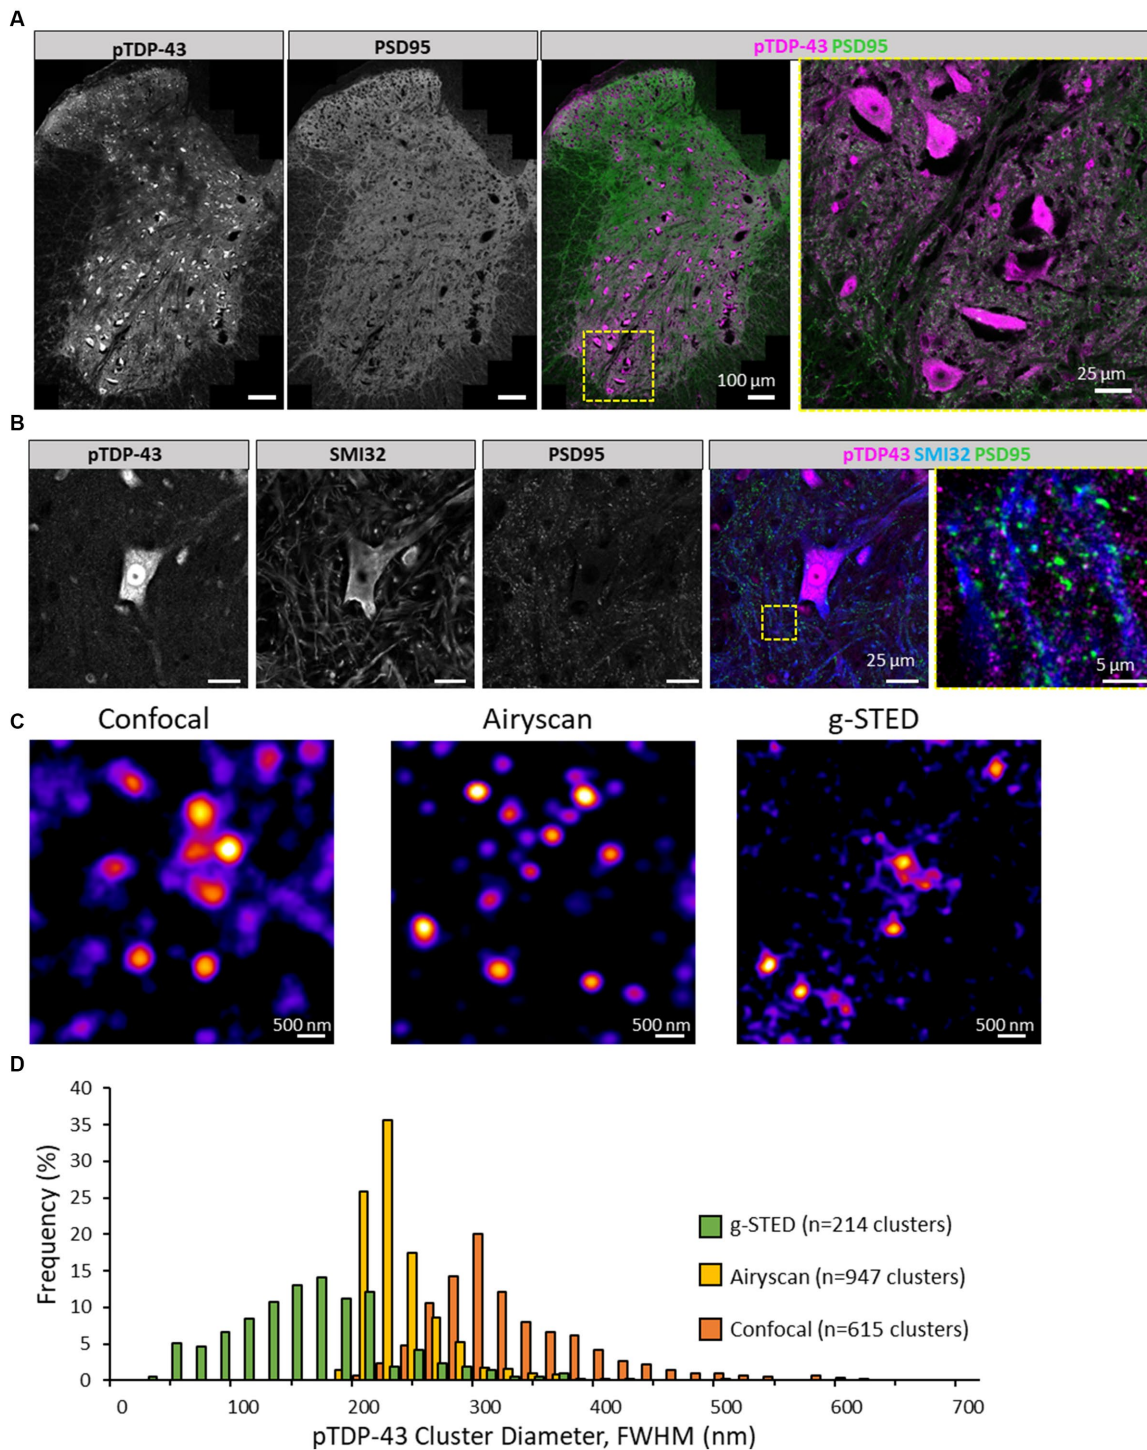 A
pTDP-43 PSD95 pTDP-43 PSD95
100 µm
25 µm
B
pTDP-43 SMI32 PSD95 pTDP43 SMI32 PSD95
25 µm
5 µm
C
Confocal Airyscan g-STED
500 nm 500 nm 500 nm
D
Frequency (%)
40
35
30
25
20
15
10
5
0
g-STED (n=214 clusters)
Airyscan (n=947 clusters)
Confocal (n=615 clusters)
0 100 200 300 400 500 600 700
pTDP-43 Cluster Diameter, FWHM (nm)